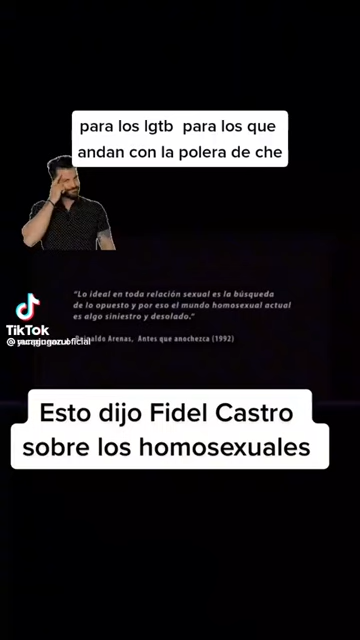 para los lgtb para los que
andan con la polera de che
"Lo ideal en toda relación sexual es la búsqueda
de lo opuesto y por eso el mundo homosexual actual
es algo siniestro y desolado."
Reinaldo Arenas, Antes que anochezca (1992)
TikTok
Esto dijo Fidel Castro
sobre los homosexuales